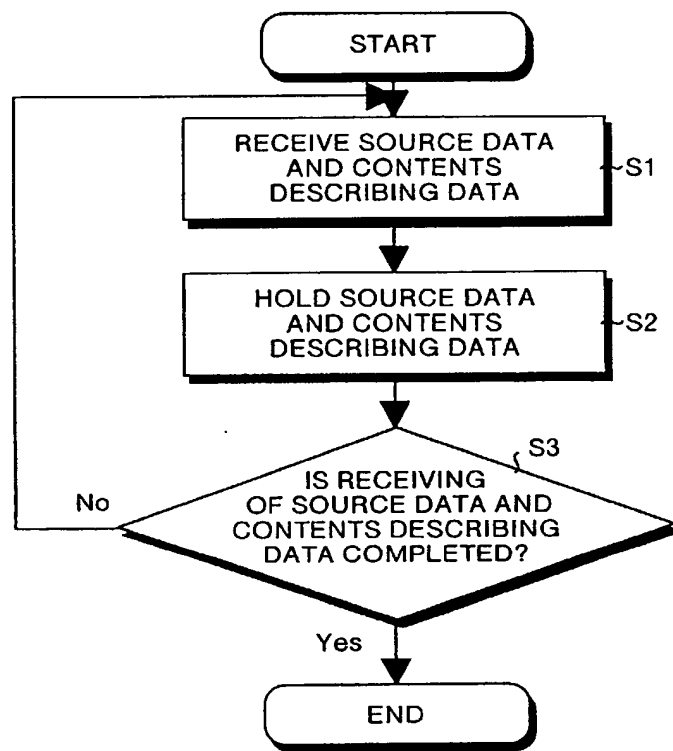 START
RECEIVE SOURCE DATA
AND CONTENTS
DESCRIBING DATA
S1
HOLD SOURCE DATA
AND CONTENTS
DESCRIBING DATA
S2
S3
IS RECEIVING
OF SOURCE DATA AND
CONTENTS DESCRIBING
DATA COMPLETED?
No
Yes
END